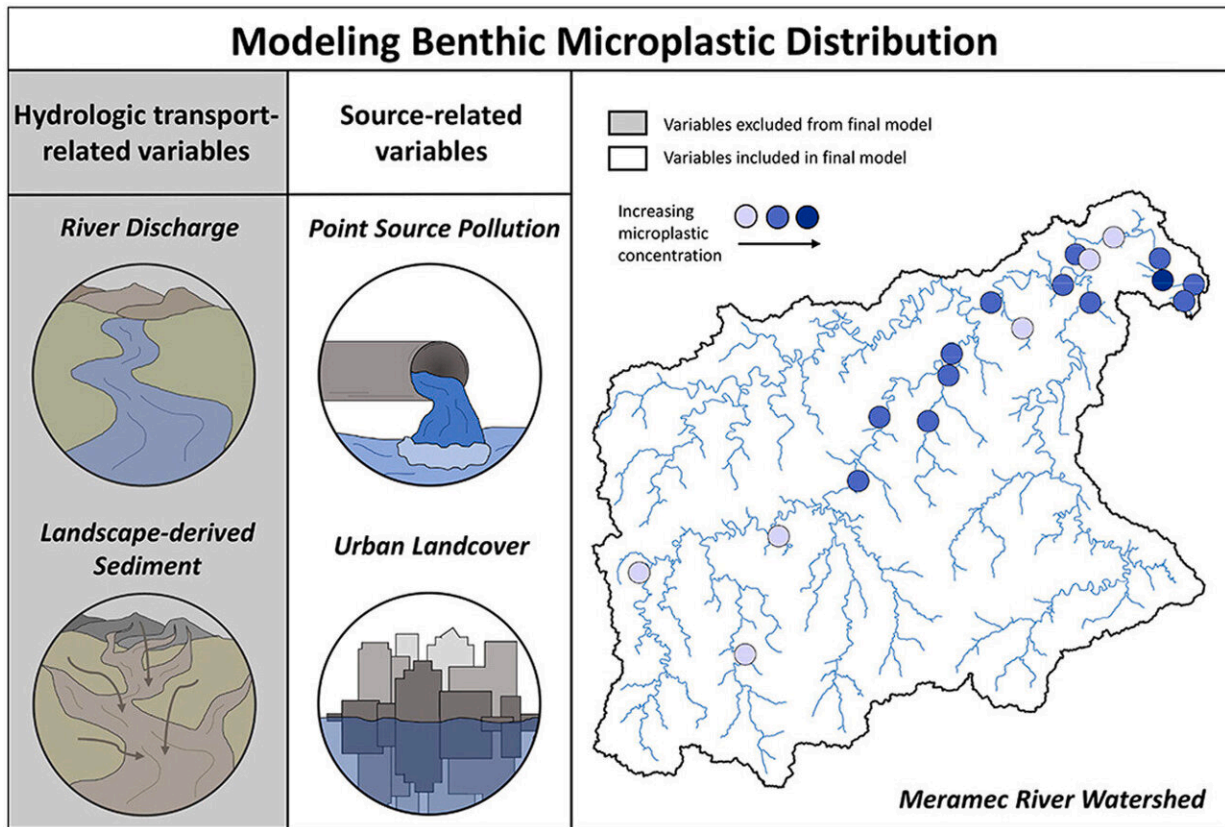 Modeling Benthic Microplastic Distribution
Hydrologic transport-
related variables
Source-related
variables
River Discharge
Point Source Pollution
Landscape-derived
Sediment
Urban Landcover
Variables excluded from final model
Variables included in final model
Increasing
microplastic
concentration
Meramec River Watershed